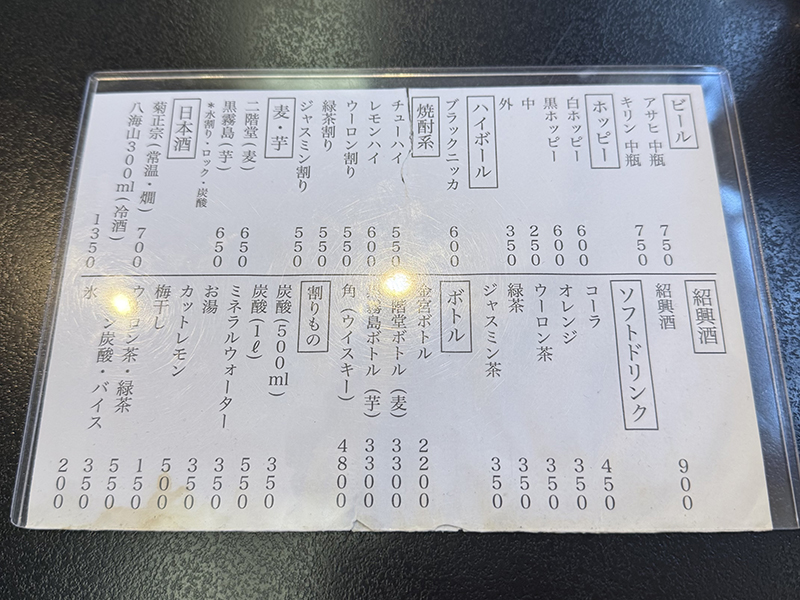 ビール
アサヒ 中瓶 750
キリン 中瓶 750
ホッピー
白ホッピー 600
黒ホッピー 600
中 250
外 350
ハイボール
ブラックニッカ 600
焼酎系
チューハイ 550
レモンハイ 600
ウーロン割り 550
緑茶割り 550
ジャスミン割り 550
麦・芋
二階堂(麦) 650
黒霧島(芋) 650
*水割り・ロック・炭酸
日本酒
菊正宗(常温・燗) 700
八海山300ml(冷酒) 1350
紹興酒
紹興酒 900
ソフトドリンク
コーラ 450
オレンジ 350
ウーロン茶 350
緑茶 350
ジャスミン茶 350
ボトル
金宮ボトル 2200
階堂ボトル(麦) 3300
霧島ボトル(芋) 3300
角(ウイスキー) 4800
割りもの
炭酸(500ml) 350
炭酸(1ℓ) 550
ミネラルウォーター 350
お湯 350
カットレモン 500
梅干し 150
ウーロン茶・緑茶 550
ン炭酸・バイス 350
氷 200